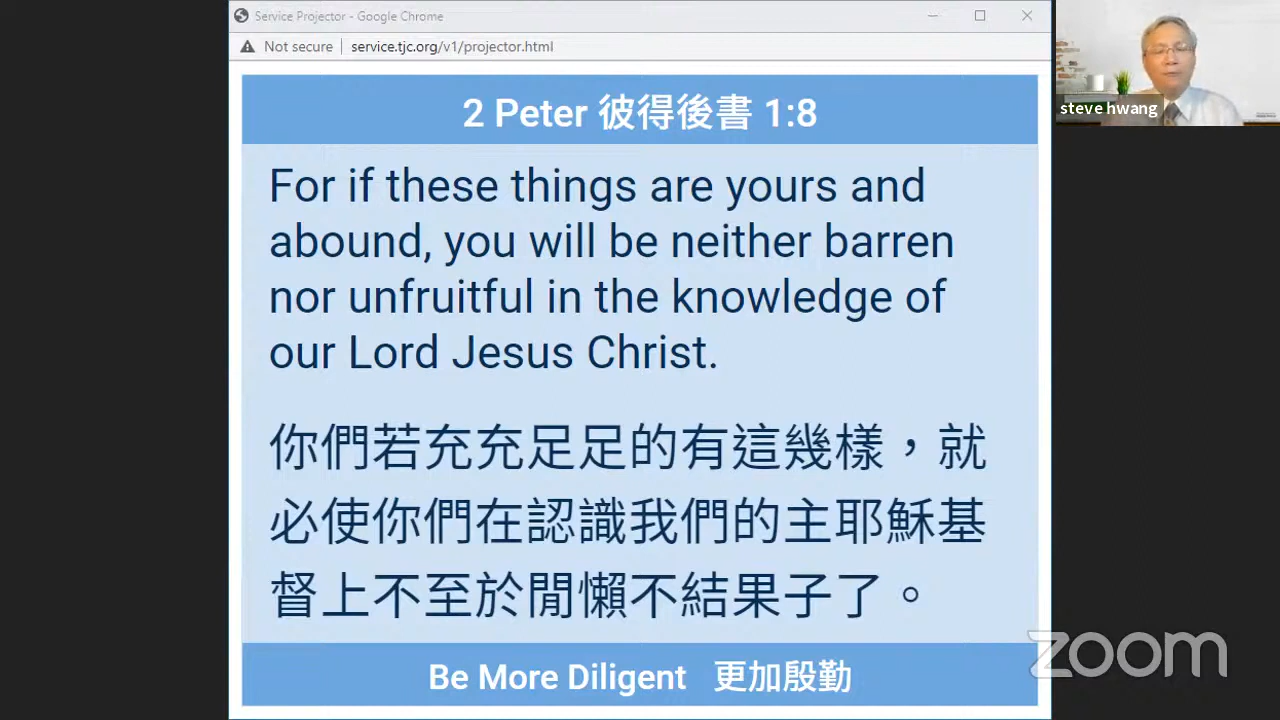 Service Projector - Google Chrome
Not secure
service.tjc.org/v1/projector.html
steve hwang
2 Peter 彼得後書 1:8
For if these things are yours and
abound, you will be neither barren
nor unfruitful in the knowledge of
our Lord Jesus Christ.
你們若充充足足的有這幾樣，就
必使你們在認識我們的主耶穌基
督上不至於閒懶不結果子了。
Be More Diligent 更加殷勤
zoom